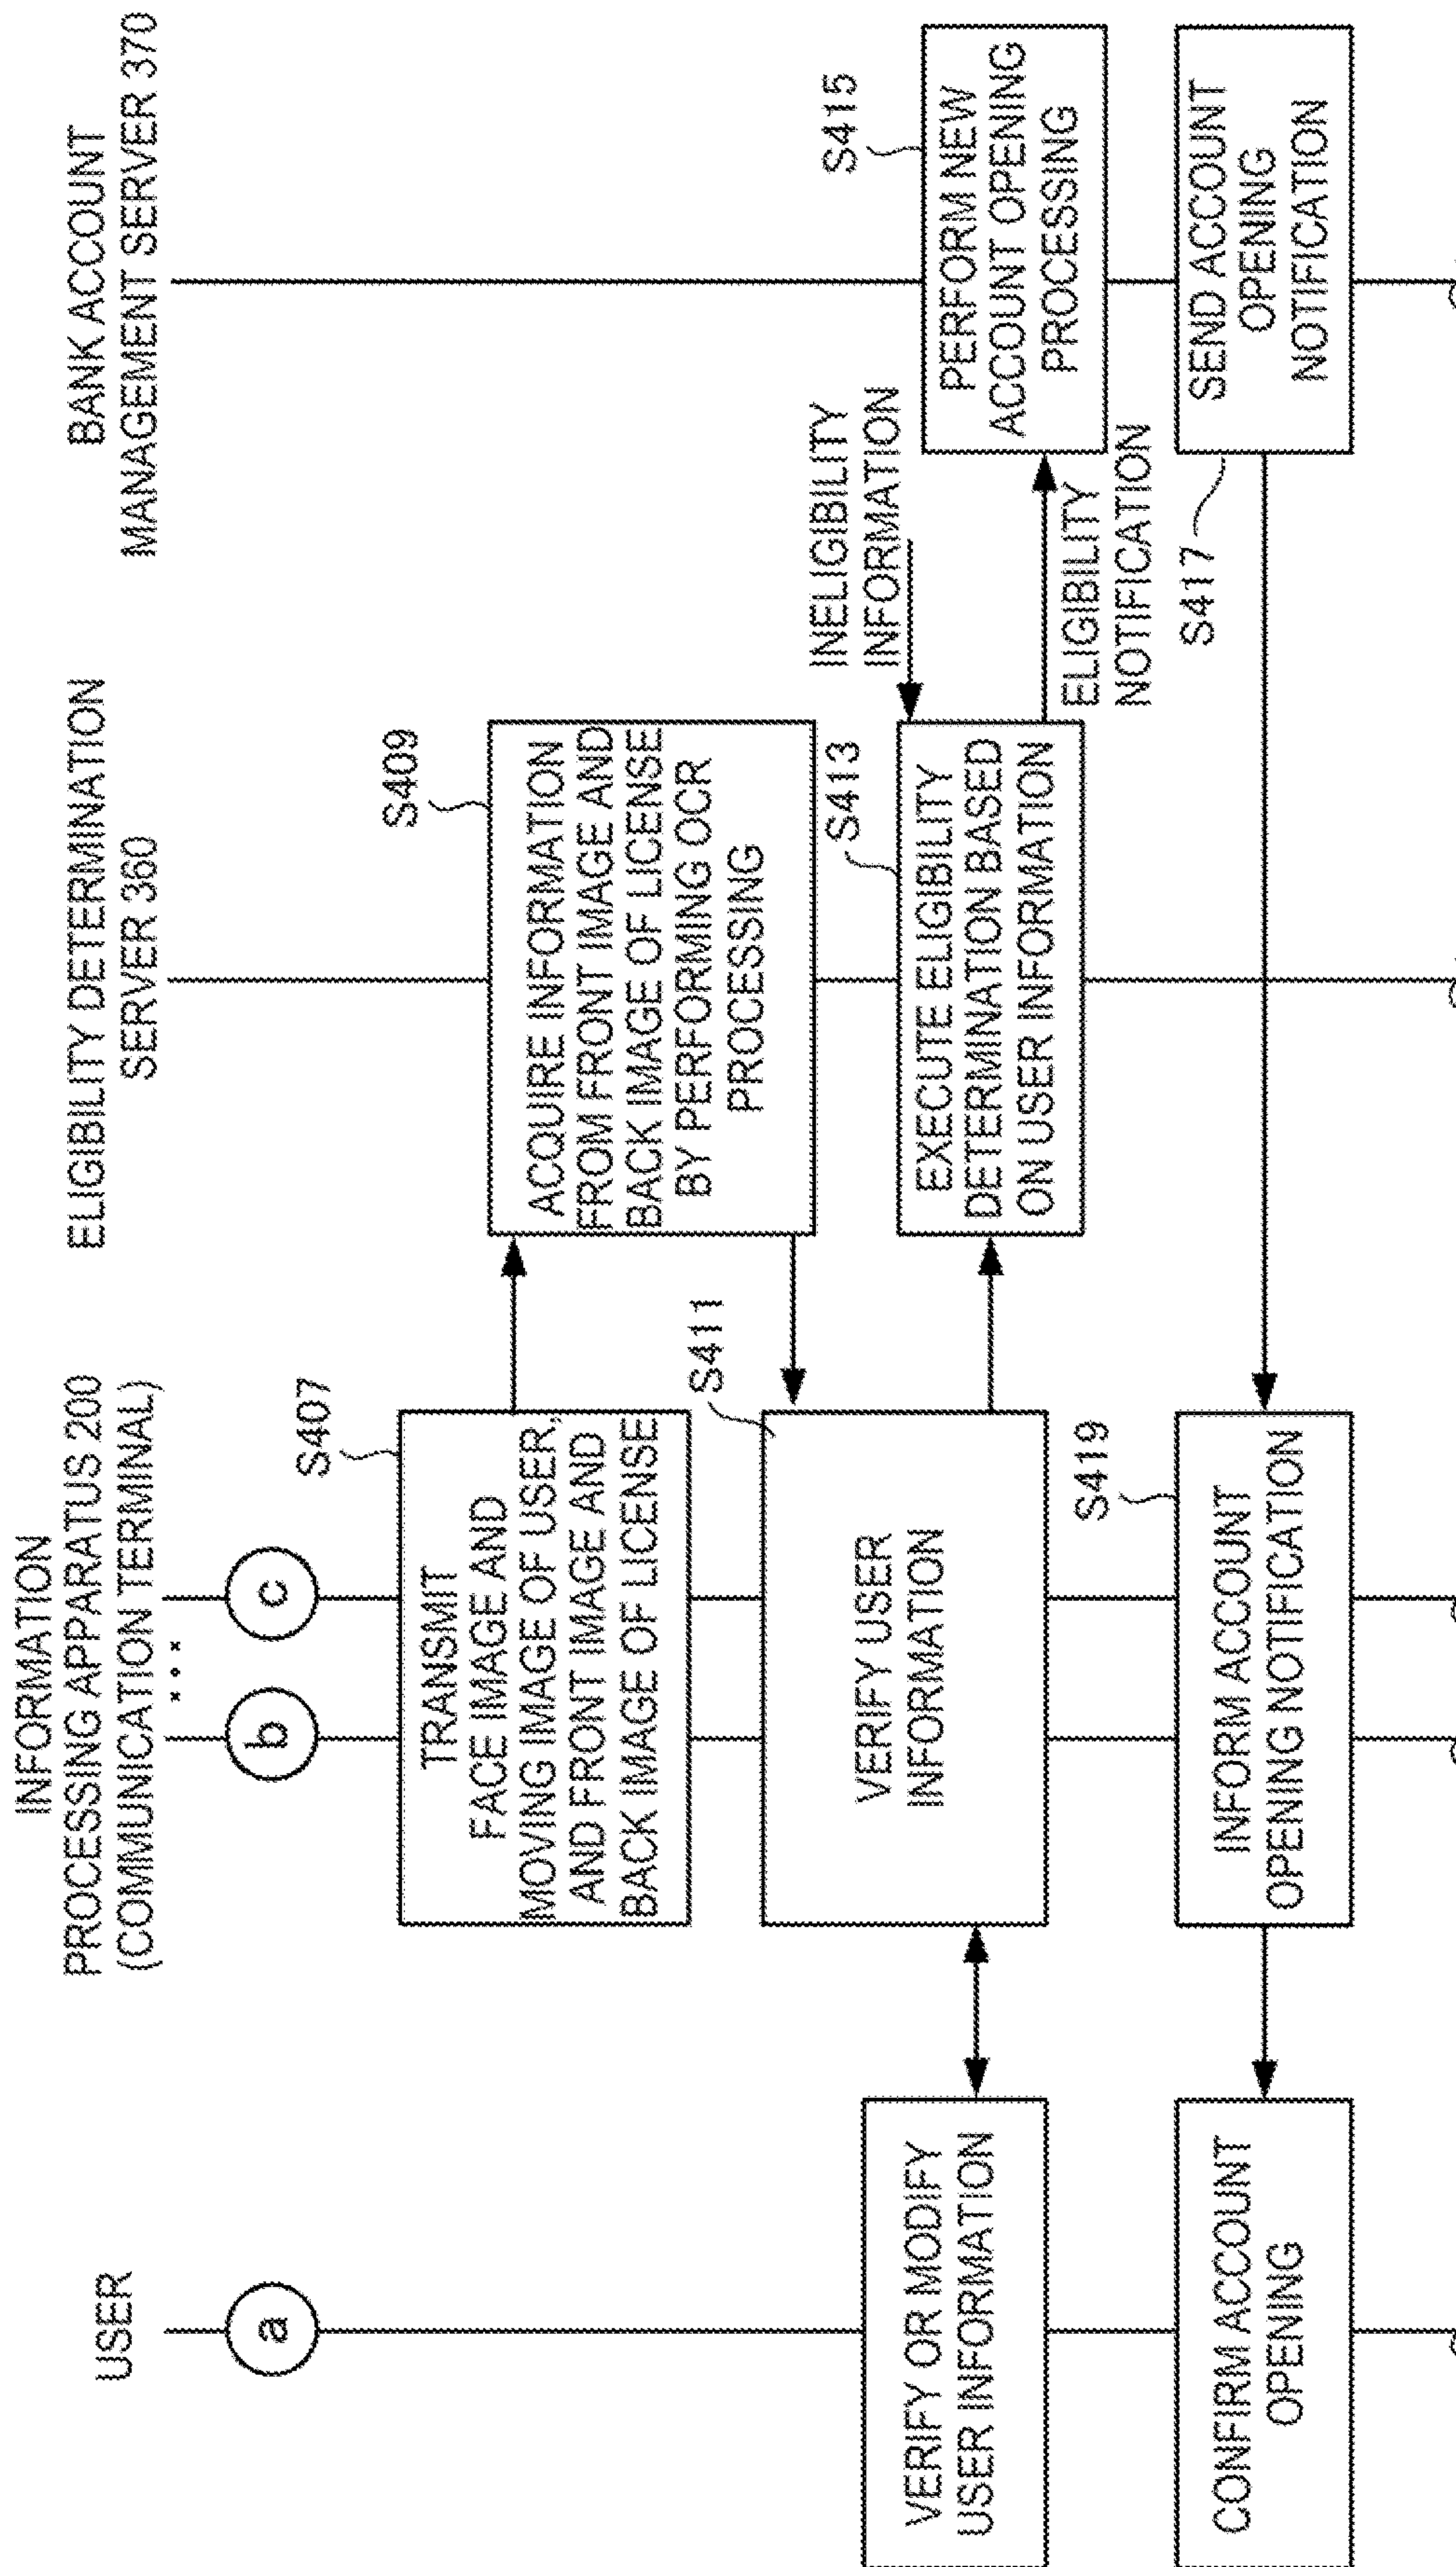 USER
INFORMATION
PROCESSING APPARATUS 200
(COMMUNICATION TERMINAL)
ELIGIBILITY DETERMINATION
SERVER 360
BANK ACCOUNT
MANAGEMENT SERVER 370
a
b
c
S407
TRANSMIT
FACE IMAGE AND
MOVING IMAGE OF USER,
AND FRONT IMAGE AND
BACK IMAGE OF LICENSE
S409
ACQUIRE INFORMATION
FROM FRONT IMAGE AND
BACK IMAGE OF LICENSE
BY PERFORMING OCR
PROCESSING
S411
VERIFY USER
INFORMATION
VERIFY OR MODIFY
USER INFORMATION
INELIGIBILITY
INFORMATION
S413
EXECUTE ELIGIBILITY
DETERMINATION BASED
ON USER INFORMATION
ELIGIBILITY
NOTIFICATION
S415
PERFORM NEW
ACCOUNT OPENING
PROCESSING
S417
SEND ACCOUNT
OPENING
NOTIFICATION
S419
INFORM ACCOUNT
OPENING NOTIFICATION
CONFIRM ACCOUNT
OPENING